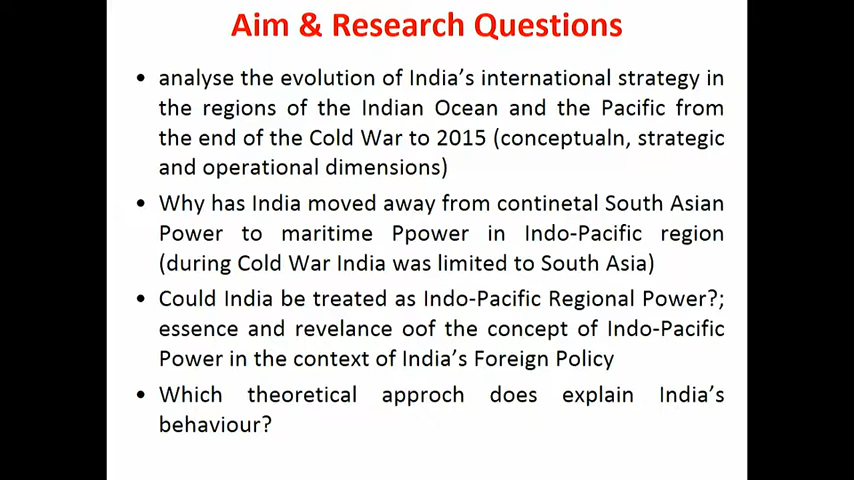 Aim & Research Questions
• analyse the evolution of India's international strategy in
the regions of the Indian Ocean and the Pacific from
the end of the Cold War to 2015 (conceptualn, strategic
and operational dimensions)
• Why has India moved away from continetal South Asian
Power to maritime Ppower in Indo-Pacific region
(during Cold War India was limited to South Asia)
• Could India be treated as Indo-Pacific Regional Power?;
essence and revelance oof the concept of Indo-Pacific
Power in the context of India's Foreign Policy
• Which theoretical approch does explain India's
behaviour?